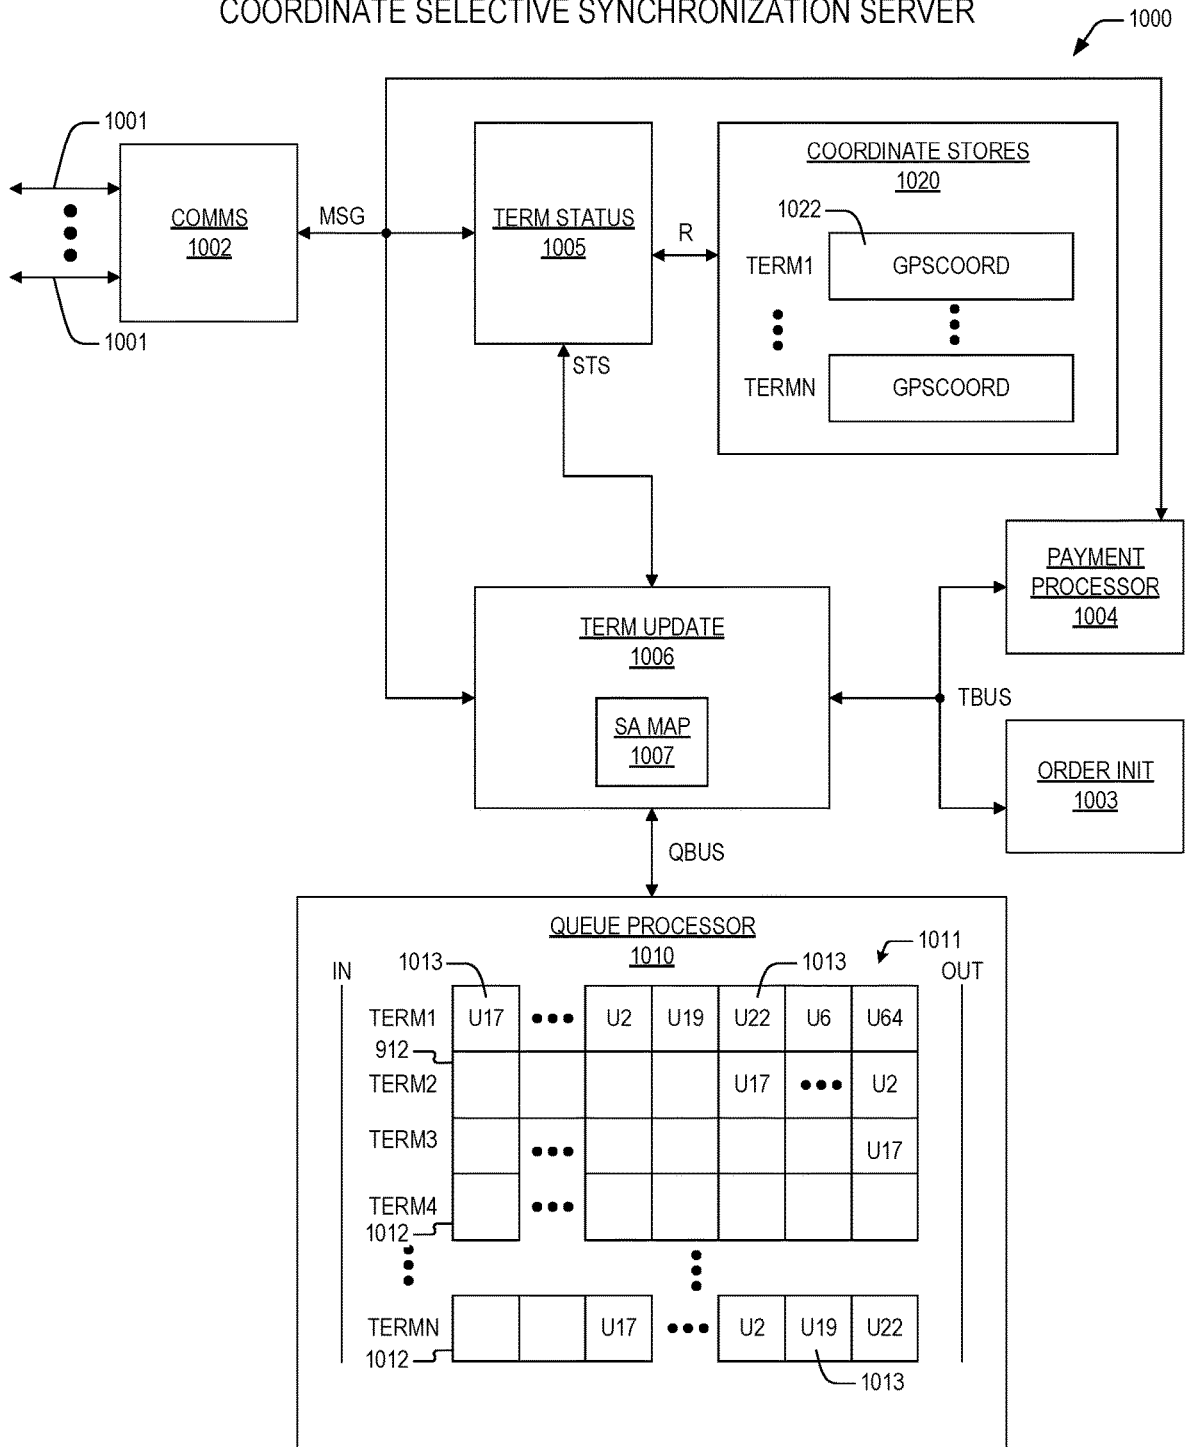 COORDINATE SELECTIVE SYNCHRONIZATION SERVER
1000
1001
COMMS
1002
1001
MSG
TERM STATUS
1005
R
COORDINATE STORES
1020
1022
TERM1
GPSCOORD
TERMN
GPSCOORD
STS
PAYMENT
PROCESSOR
1004
TERM UPDATE
1006
SA MAP
1007
TBUS
ORDER INIT
1003
QBUS
QUEUE PROCESSOR
1010
1011
IN
1013
1013
OUT
TERM1 U17 U2 U19 U22 U6 U64
912
TERM2 U17 U2
TERM3 U17
TERM4
1012
TERMN U17 U2 U19 U22
1012
1013